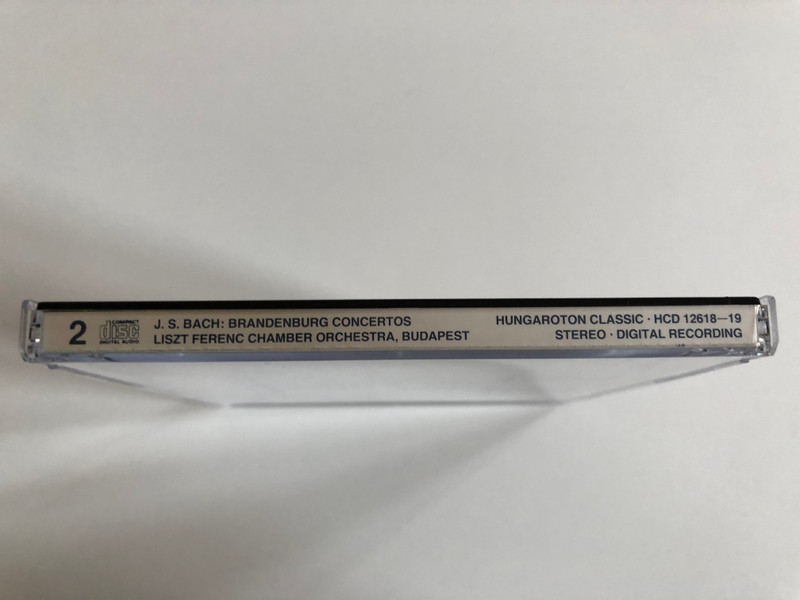 2
COMPACT
disc
DIGITAL AUDIO
J. S. BACH: BRANDENBURG CONCERTOS
LISZT FERENC CHAMBER ORCHESTRA, BUDAPEST
HUNGAROTON CLASSIC · HCD 12618—19
STEREO · DIGITAL RECORDING